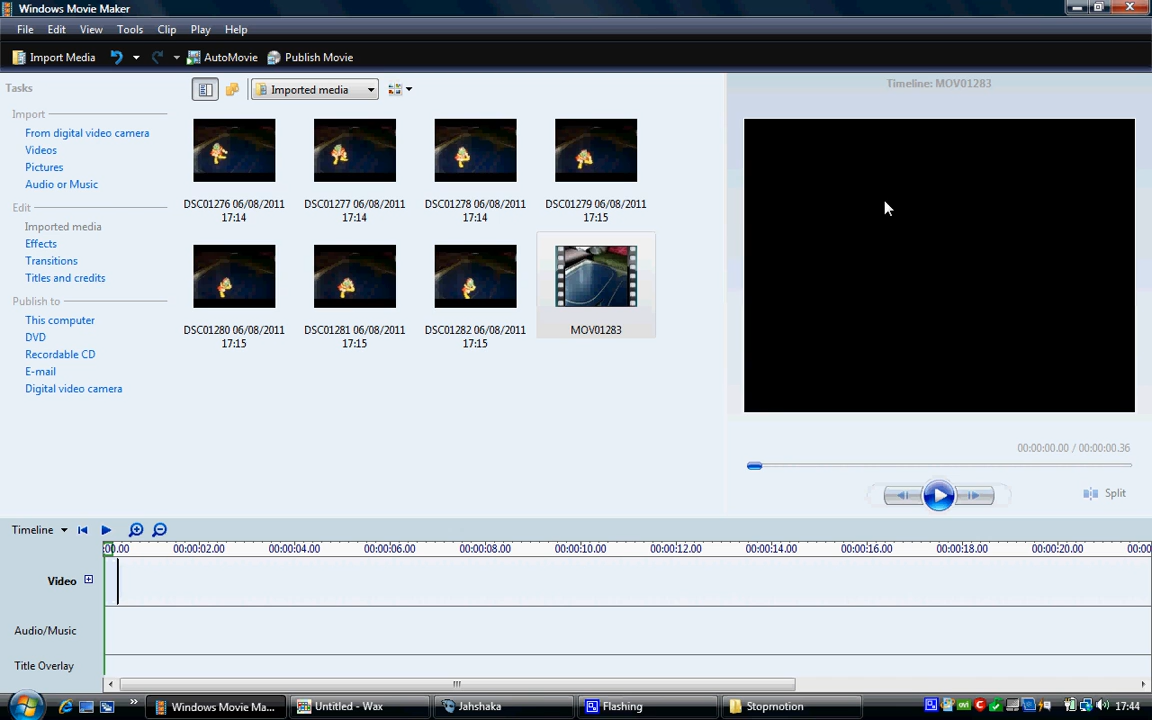 Windows Movie Maker
File Edit View Tools Play Clip Help
Import Media AutoMovie Publish Movie
Tasks
Imported media
Timeline: MOV01283
Import
From digital video camera
Videos
Pictures
Audio or Music
Edit
Imported media
Effects
Transitions
Titles and credits
Publish to
This computer
DVD
Recordable CD
E-mail
Digital video camera
DSC01276 06/08/2011
17:14
DSC01277 06/08/2011
17:14
DSC01278 06/08/2011
17:14
DSC01279 06/08/2011
17:15
DSC01280 06/08/2011
17:15
DSC01281 06/08/2011
17:15
DSC01282 06/08/2011
17:15
MOV01283
00:00:00.00 / 00:00:00.36
Split
Timeline
:00.00 00:00:02.00 00:00:04.00 00:00:06.00 00:00:08.00 00:00:10.00 00:00:12.00 00:00:14.00 00:00:16.00 00:00:18.00 00:00:20.00 00:00
Video
Audio/Music
Title Overlay
Windows Movie Ma... Untitled - Wax Jahshaka Flashing Stopmotion 17:44